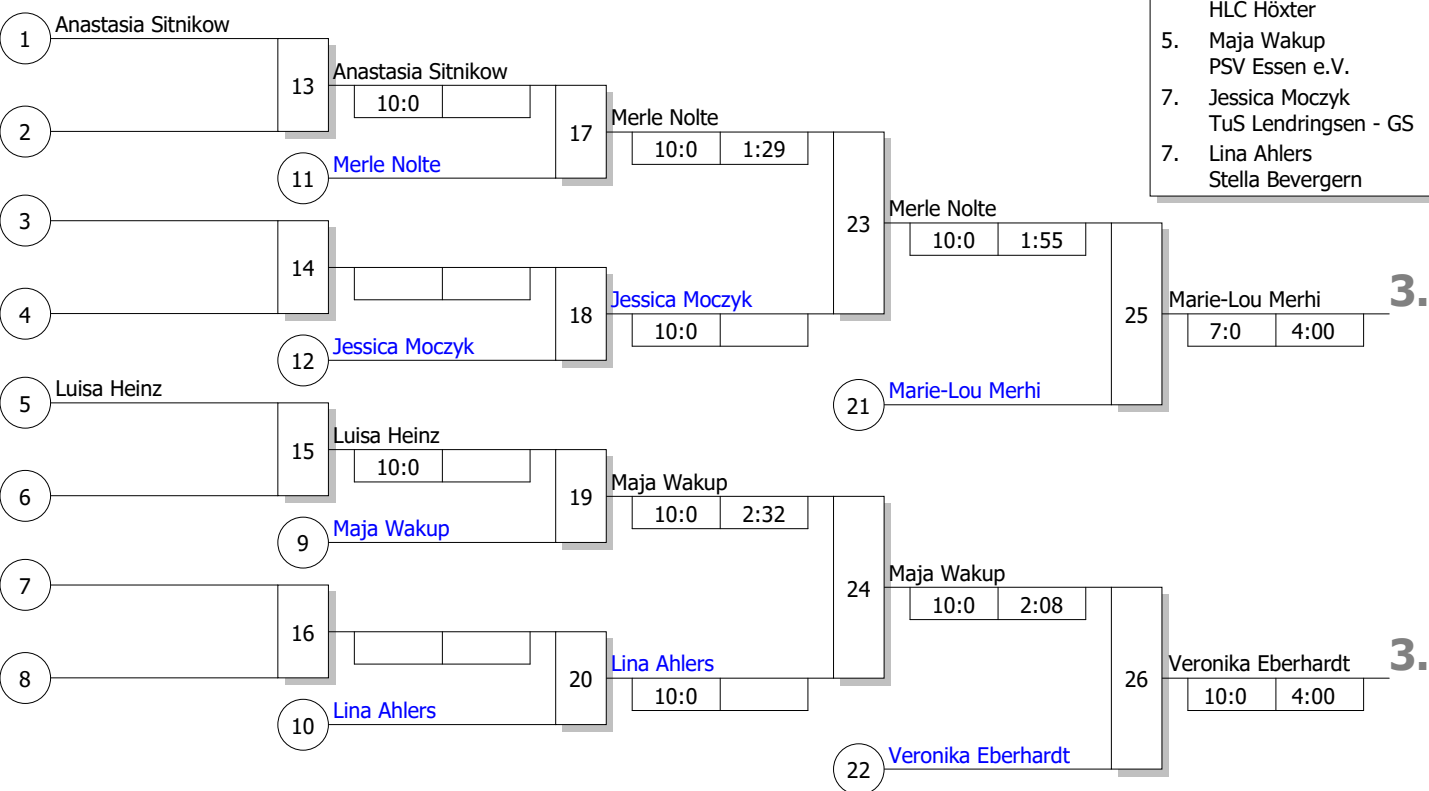 HLC Höxter
5. Maja Wakup
PSV Essen e.V.
7. Jessica Moczyk
TuS Lendringsen - GS
7. Lina Ahlers
Stella Bevergern
1 Anastasia Sitnikow
13 Anastasia Sitnikow
10:0
2
17 Merle Nolte
10:0 1:29
11 Merle Nolte
3
23 Merle Nolte
10:0 1:55
14
4
18 Jessica Moczyk
10:0
12 Jessica Moczyk
25 Marie-Lou Merhi 3.
7:0 4:00
5 Luisa Heinz
21 Marie-Lou Merhi
15 Luisa Heinz
10:0
6
19 Maja Wakup
10:0 2:32
9 Maja Wakup
7
24 Maja Wakup
10:0 2:08
16
8
20 Lina Ahlers
10:0
10 Lina Ahlers
26 Veronika Eberhardt 3.
10:0 4:00
22 Veronika Eberhardt